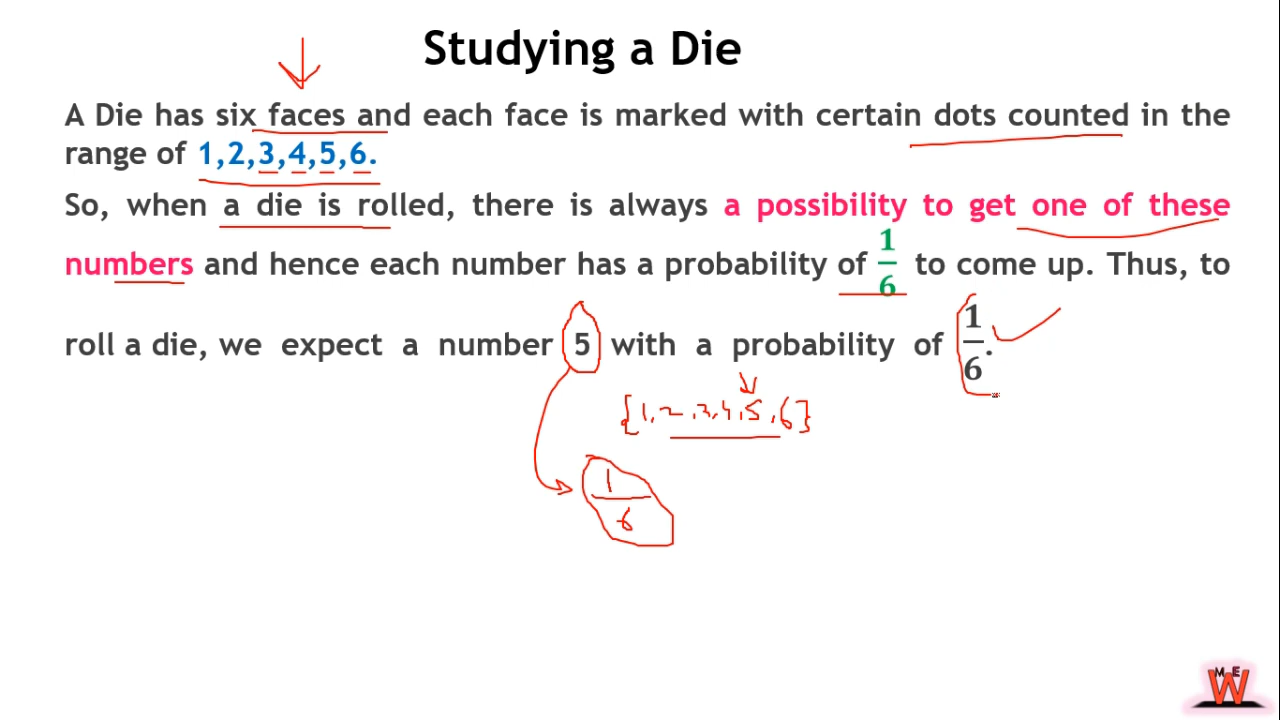 Studying a Die
A Die has six faces and each face is marked with certain dots counted in the
range of 1,2,3,4,5,6.
So, when a die is rolled, there is always a possibility to get one of these
numbers and hence each number has a probability of 1/6 to come up. Thus, to
roll a die, we expect a number 5 with a probability of 1/6.
{1,2,3,4,5,6}
1/6
ME
W